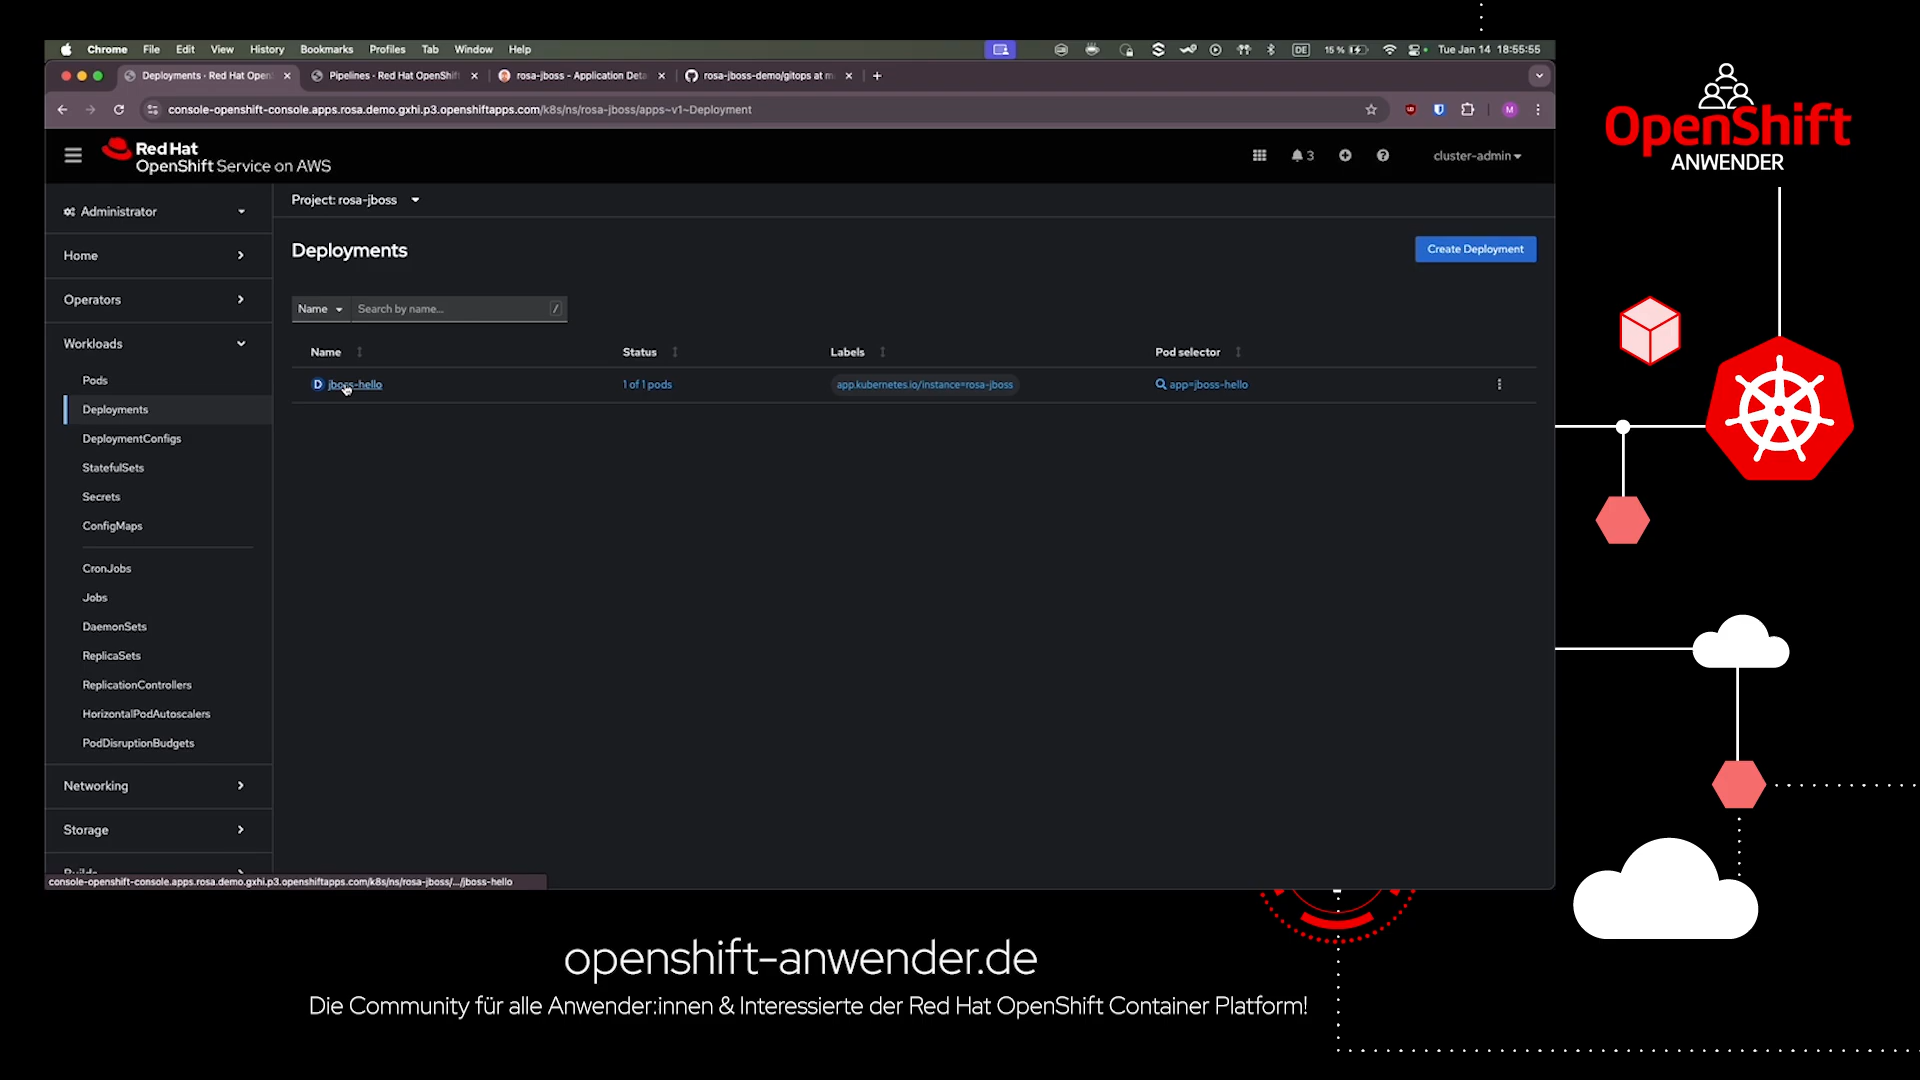 Chrome File Edit View History Bookmarks Profiles Tab Window Help DE 15 % Tue Jan 14 18:55:55
Deployments · Red Hat Open Pipelines · Red Hat OpenShift rosa-jboss - Application Deta rosa-jboss-demo/gitops at m
console-openshift-console.apps.rosa.demo.gxhi.p3.openshiftapps.com/k8s/ns/rosa-jboss/apps~v1~Deployment M
Red Hat
OpenShift Service on AWS
3 cluster-admin
Administrator
Home
Operators
Workloads
Pods
Deployments
DeploymentConfigs
StatefulSets
Secrets
ConfigMaps
CronJobs
Jobs
DaemonSets
ReplicaSets
ReplicationControllers
HorizontalPodAutoscalers
PodDisruptionBudgets
Networking
Storage
Project: rosa-jboss
Deployments
Create Deployment
Name Search by name... /
Name Status Labels Pod selector
D jboss-hello 1 of 1 pods app.kubernetes.io/instance=rosa-jboss app=jboss-hello
console-openshift-console.apps.rosa.demo.gxhi.p3.openshiftapps.com/k8s/ns/rosa-jboss/.../jboss-hello
OpenShift
ANWENDER
openshift-anwender.de
Die Community für alle Anwender:innen & Interessierte der Red Hat OpenShift Container Platform!